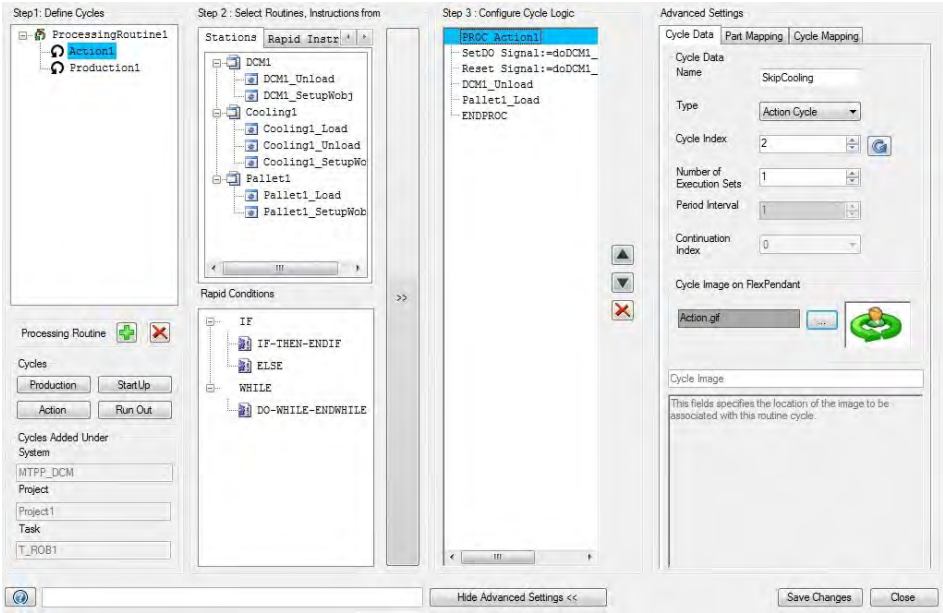 Step1: Define Cycles
ProcessingRoutine1
Action1
Production1
Processing Routine
Cycles
Production
StartUp
Action
Run Out
Cycles Added Under
System
MTPP_DCM
Project
Project1
Task
T_ROB1
Step 2 : Select Routines, Instructions from
Stations
Rapid Instr
DCM1
DCM1_Unload
DCM1_SetupWobj
Cooling1
Cooling1_Load
Cooling1_Unload
Cooling1_SetupWo
Pallet1
Pallet1_Load
Pallet1_SetupWob
Rapid Conditions
IF
IF-THEN-ENDIF
ELSE
WHILE
DO-WHILE-ENDWHILE
>>
Step 3 : Configure Cycle Logic
PROC Action1
SetDO Signal:=doDCM1_
Reset Signal:=doDCM1_
DCM1_Unload
Pallet1_Load
ENDPROC
Advanced Settings
Cycle Data
Part Mapping
Cycle Mapping
Cycle Data
Name
SkipCooling
Type
Action Cycle
Cycle Index
2
Number of
Execution Sets
1
Period Interval
1
Continuation
Index
0
Cycle Image on FlexPendant
Action.gif
...
Cycle Image
This fields specifies the location of the image to be
associated with this routine cycle.
Hide Advanced Settings <<
Save Changes
Close